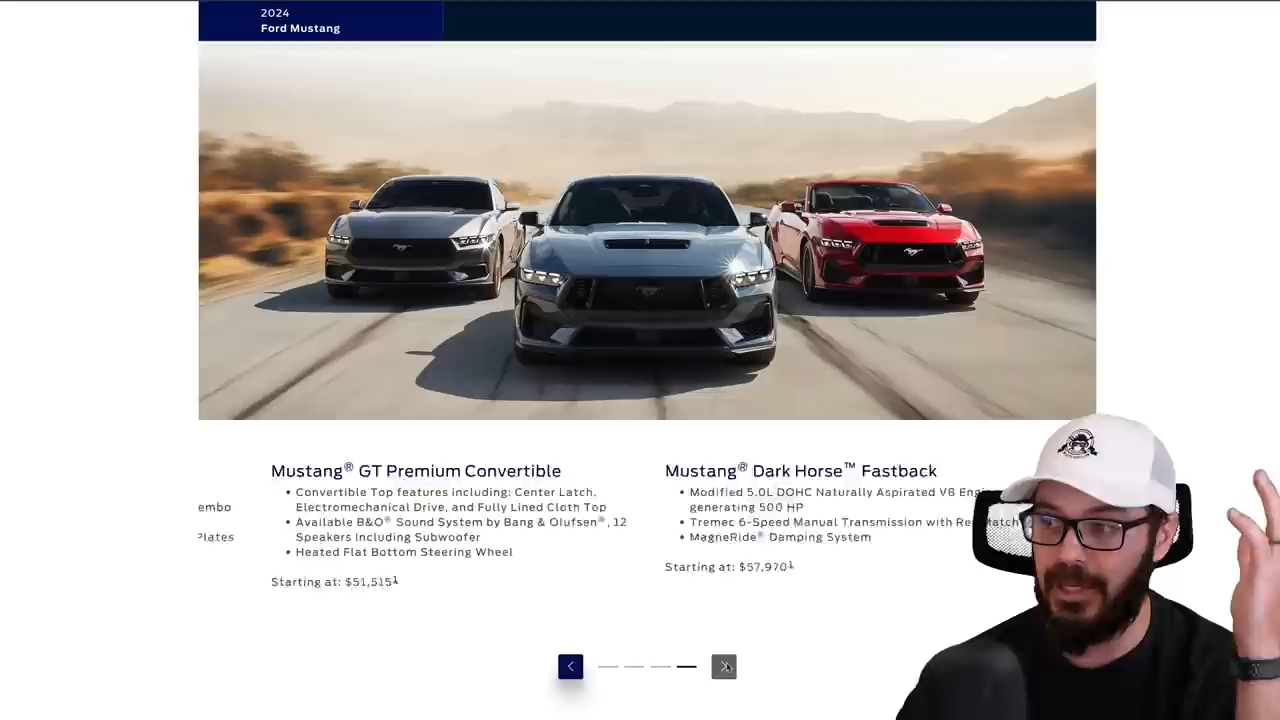 2024
Ford Mustang
Mustang® GT Premium Convertible
• Convertible Top features including: Center Latch,
Electromechanical Drive, and Fully Lined Cloth Top
• Available B&O® Sound System by Bang & Olufsen®, 12
Speakers Including Subwoofer
• Heated Flat Bottom Steering Wheel
Starting at: $51,515¹
Mustang® Dark Horse™ Fastback
• Modified 5.0L DOHC Naturally Aspirated V8
generating 500 HP
• Tremec 6-Speed Manual Transmission with
• MagneRide® Damping System
Starting at: $57,970¹
Plates